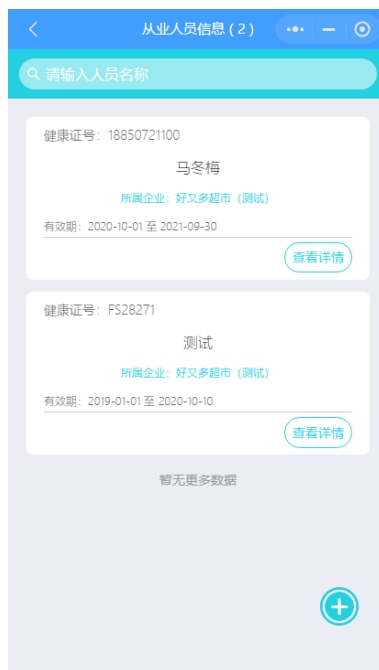 从业人员信息(2)
请输入人员名称
健康证号：18850721100
马冬梅
所属企业：好又多超市（测试）
有效期：2020-10-01 至 2021-09-30
查看详情
健康证号：FS28271
测试
所属企业：好又多超市（测试）
有效期：2019-01-01 至 2020-10-10
查看详情
暂无更多数据